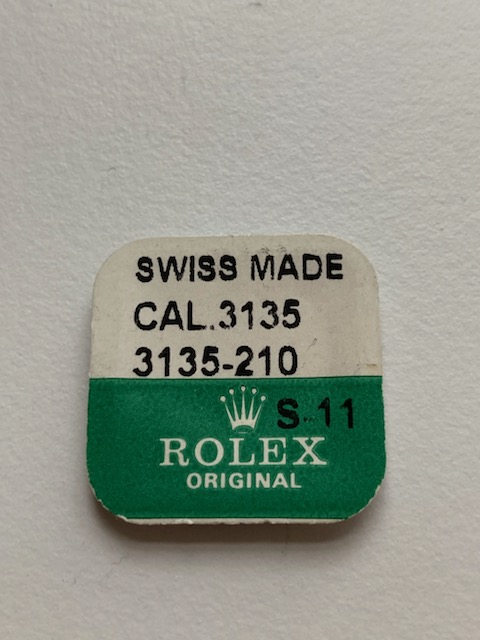 SWISS MADE
CAL.3135
3135-210
S-11
ROLEX
ORIGINAL